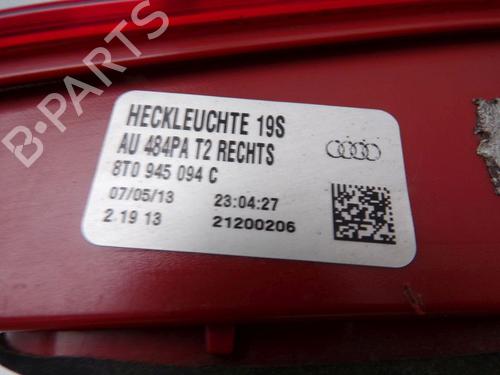 HECKLEUCHTE 19S
AU 484PA T2 RECHTS
8T0 945 094 C
07/05/13 23:04:27
2 19 13 21200206
B-PARTS